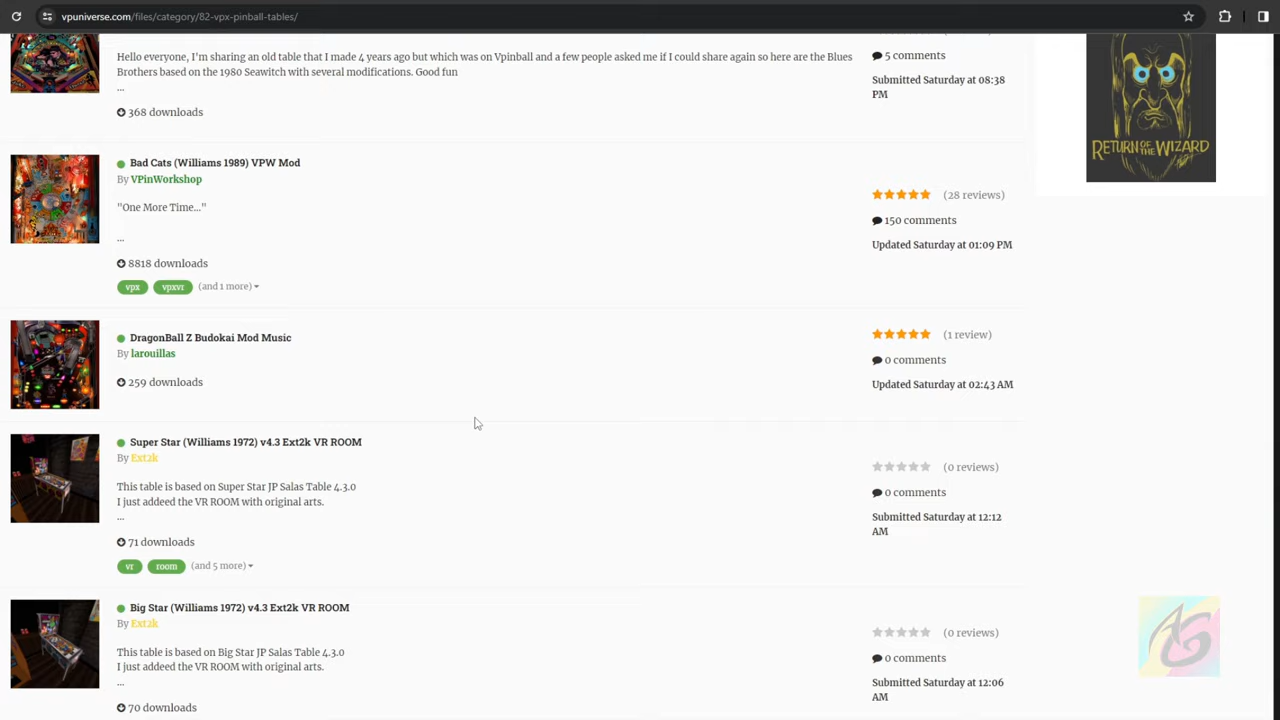 vpuniverse.com/files/category/82-vpx-pinball-tables/
Hello everyone, I'm sharing an old table that I made 4 years ago but which was on Vpinball and a few people asked me if I could share again so here are the Blues
Brothers based on the 1980 Seawitch with several modifications. Good fun
...
368 downloads
5 comments
Submitted Saturday at 08:38
PM
RETURN OF THE WIZARD
Bad Cats (Williams 1989) VPW Mod
By VPinWorkshop
"One More Time..."
...
8818 downloads
vpx vpxvr (and 1 more)
(28 reviews)
150 comments
Updated Saturday at 01:09 PM
DragonBall Z Budokai Mod Music
By larouillas
259 downloads
(1 review)
0 comments
Updated Saturday at 02:43 AM
Super Star (Williams 1972) v4.3 Ext2k VR ROOM
By Ext2k
This table is based on Super Star JP Salas Table 4.3.0
I just addeed the VR ROOM with original arts.
...
71 downloads
vr room (and 5 more)
(0 reviews)
0 comments
Submitted Saturday at 12:12
AM
Big Star (Williams 1972) v4.3 Ext2k VR ROOM
By Ext2k
This table is based on Big Star JP Salas Table 4.3.0
I just addeed the VR ROOM with original arts.
...
70 downloads
(0 reviews)
0 comments
Submitted Saturday at 12:06
AM